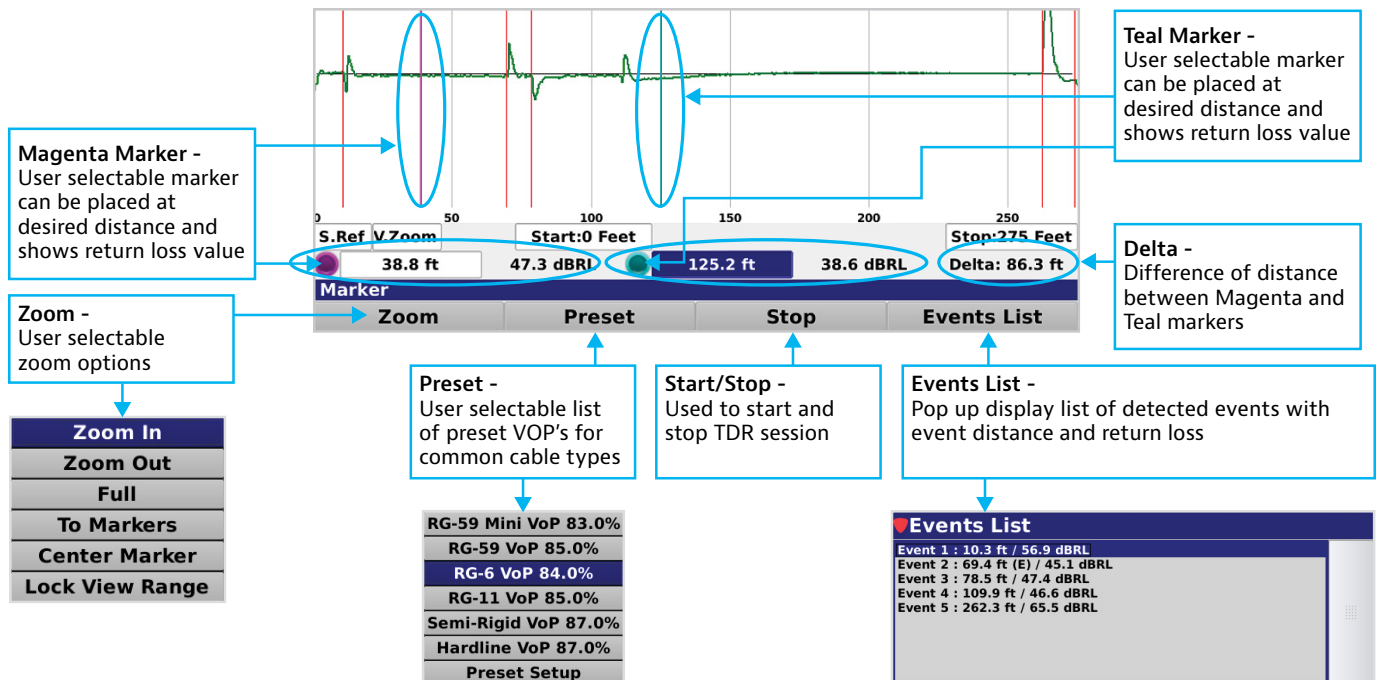 Teal Marker -
User selectable marker
can be placed at
desired distance and
shows return loss value
Magenta Marker -
User selectable marker
can be placed at
desired distance and
shows return loss value
0 50 100 150 200 250
S.Ref V.Zoom Start:0 Feet Stop:275 Feet
38.8 ft 47.3 dBRL 125.2 ft 38.6 dBRL Delta: 86.3 ft
Marker
Zoom Preset Stop Events List
Delta -
Difference of distance
between Magenta and
Teal markers
Zoom -
User selectable
zoom options
Preset -
User selectable list
of preset VOP's for
common cable types
Start/Stop -
Used to start and
stop TDR session
Events List -
Pop up display list of detected events with
event distance and return loss
Zoom In
Zoom Out
Full
To Markers
Center Marker
Lock View Range
RG-59 Mini VoP 83.0%
RG-59 VoP 85.0%
RG-6 VoP 84.0%
RG-11 VoP 85.0%
Semi-Rigid VoP 87.0%
Hardline VoP 87.0%
Preset Setup
Events List
Event 1 : 10.3 ft / 56.9 dBRL
Event 2 : 69.4 ft (E) / 45.1 dBRL
Event 3 : 78.5 ft / 47.4 dBRL
Event 4 : 109.9 ft / 46.6 dBRL
Event 5 : 262.3 ft / 65.5 dBRL